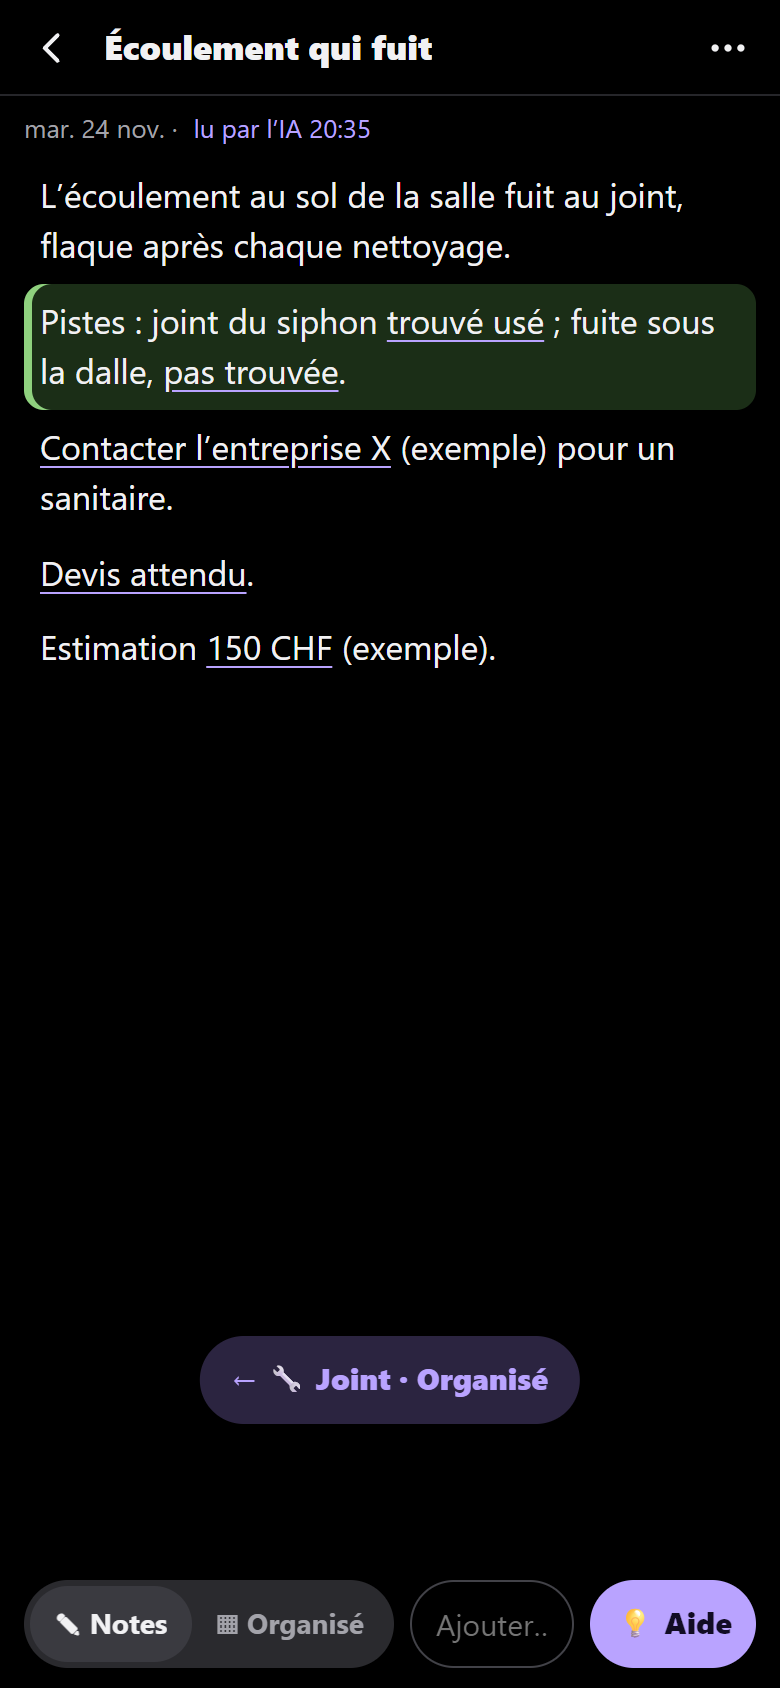 Écoulement qui fuit
mar. 24 nov. · lu par l’IA 20:35
L’écoulement au sol de la salle fuit au joint,
flaque après chaque nettoyage.
Pistes : joint du siphon trouvé usé ; fuite sous
la dalle, pas trouvée.
Contacter l’entreprise X (exemple) pour un
sanitaire.
Devis attendu.
Estimation 150 CHF (exemple).
← Joint · Organisé
Notes
Organisé
Ajouter..
Aide